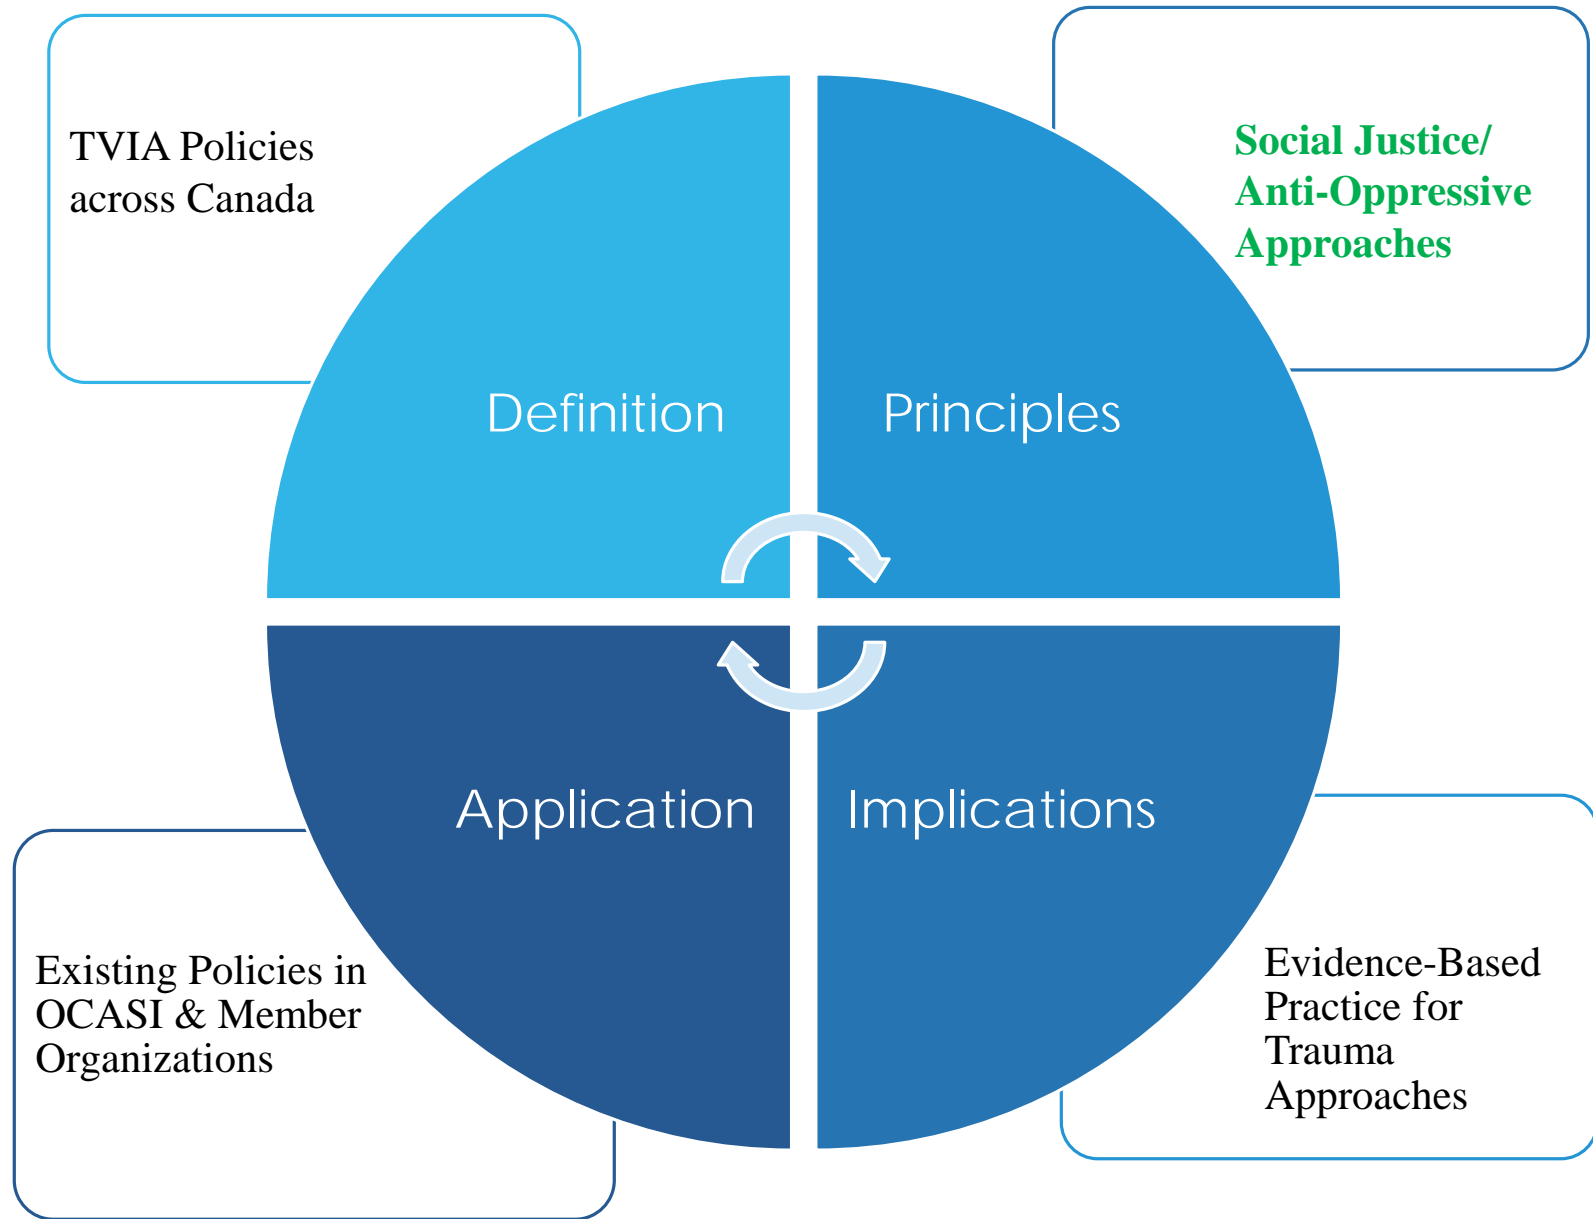 TVIA Policies
across Canada
Social Justice/
Anti-Oppressive
Approaches
Definition
Principles
Application
Implications
Existing Policies in
OCASI & Member
Organizations
Evidence-Based
Practice for
Trauma
Approaches